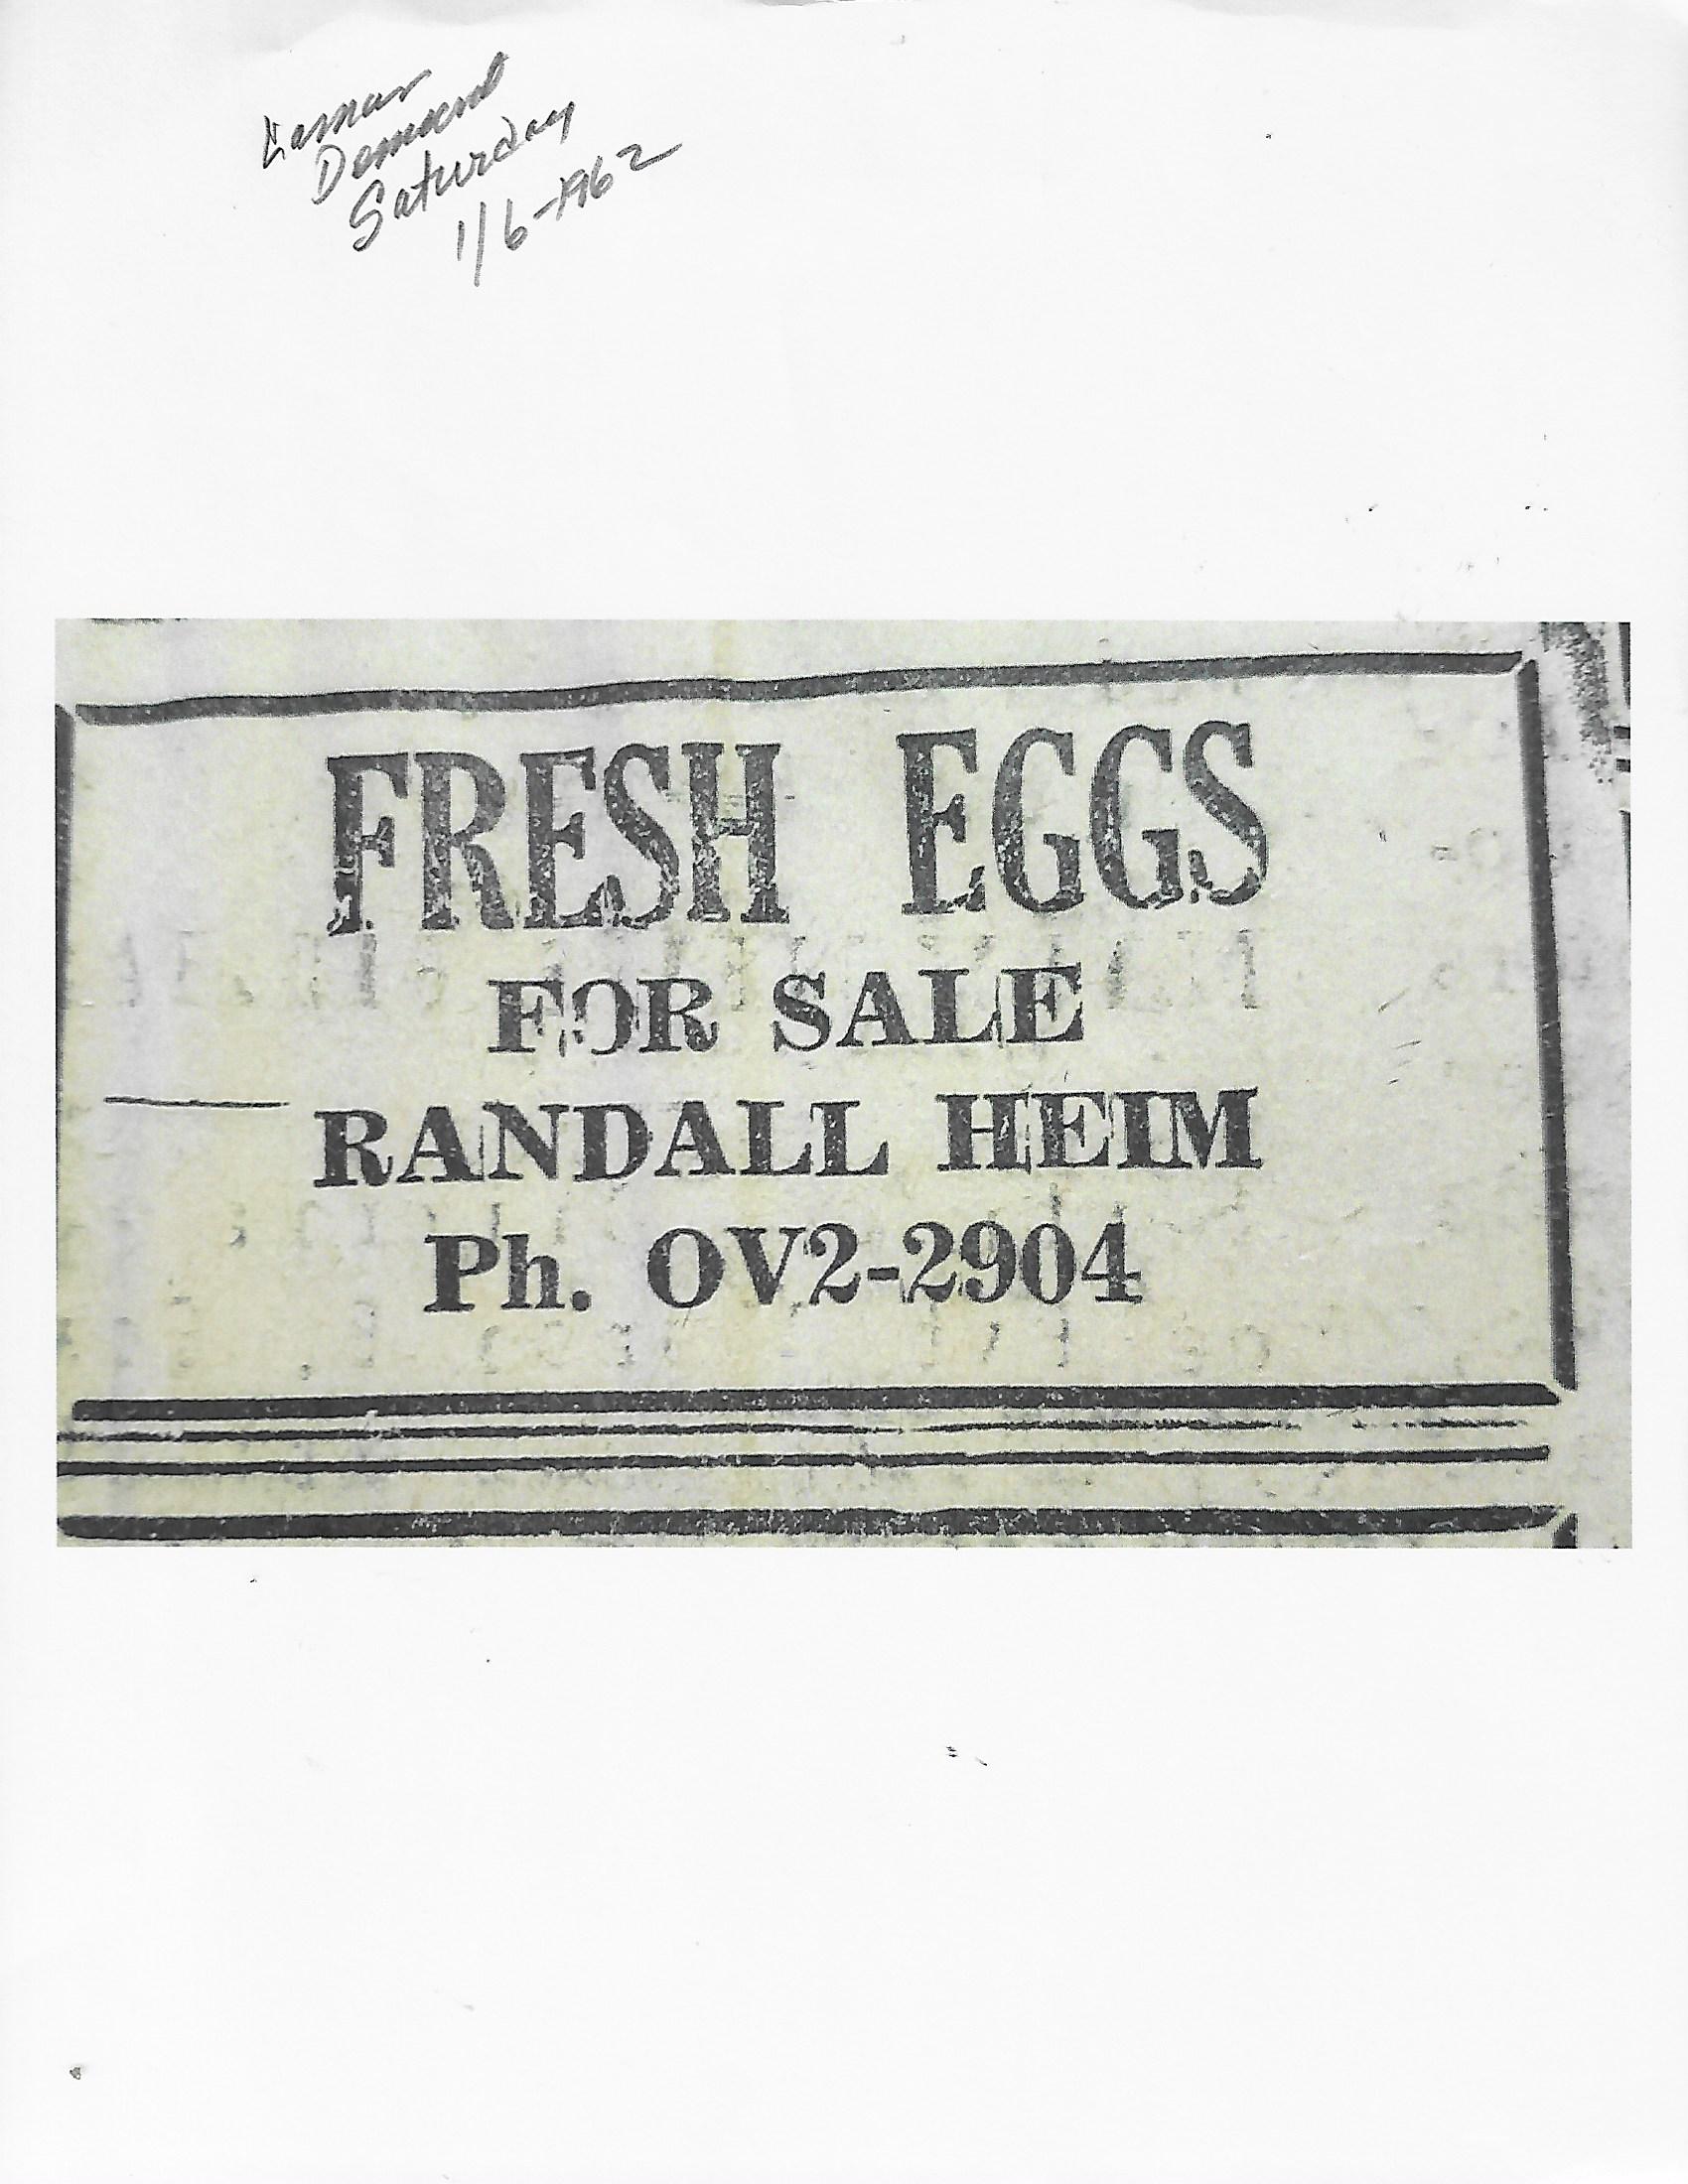 Lamar
Democrat
Saturday
1/6-1962
FRESH EGGS
FOR SALE
RANDALL HEIM
Ph. OV2-2904